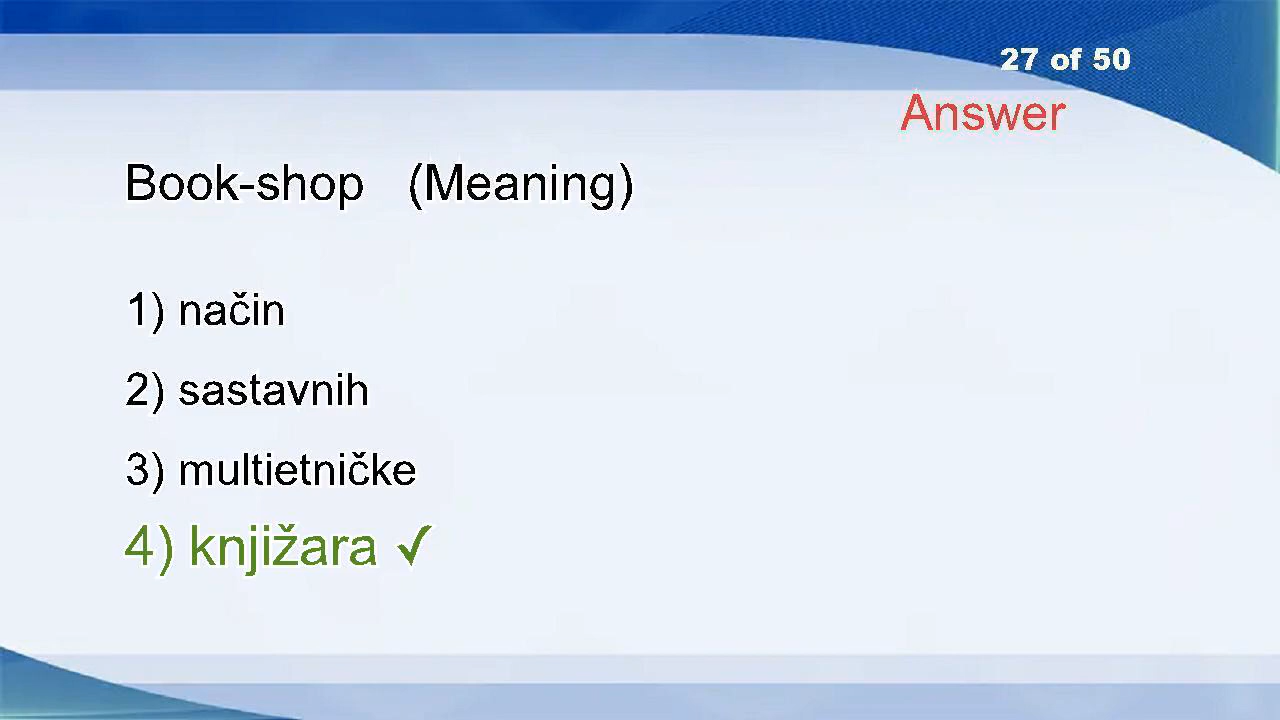 27 of 50
Answer
Book-shop (Meaning)
1) način
2) sastavnih
3) multietničke
4) knjižara ✓